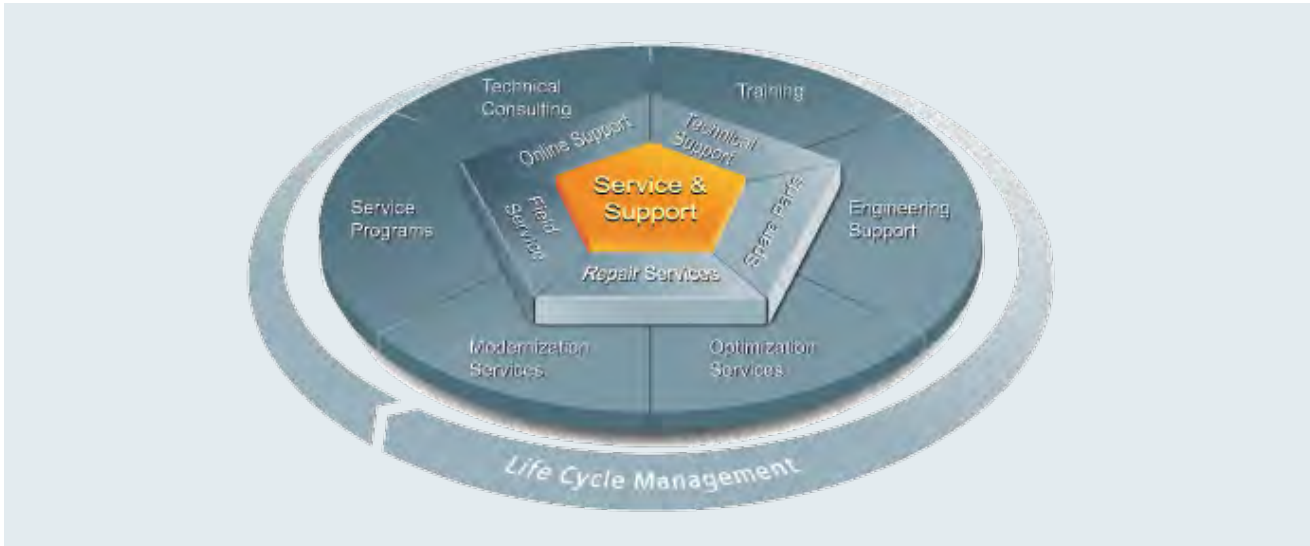 Technical
Consulting
Training
Online Support
Technical
Support
Service &
Support
Service
Programs
Field
Service
Spare Parts
Engineering
Support
Repair Services
Modernization
Services
Optimization
Services
Life Cycle Management